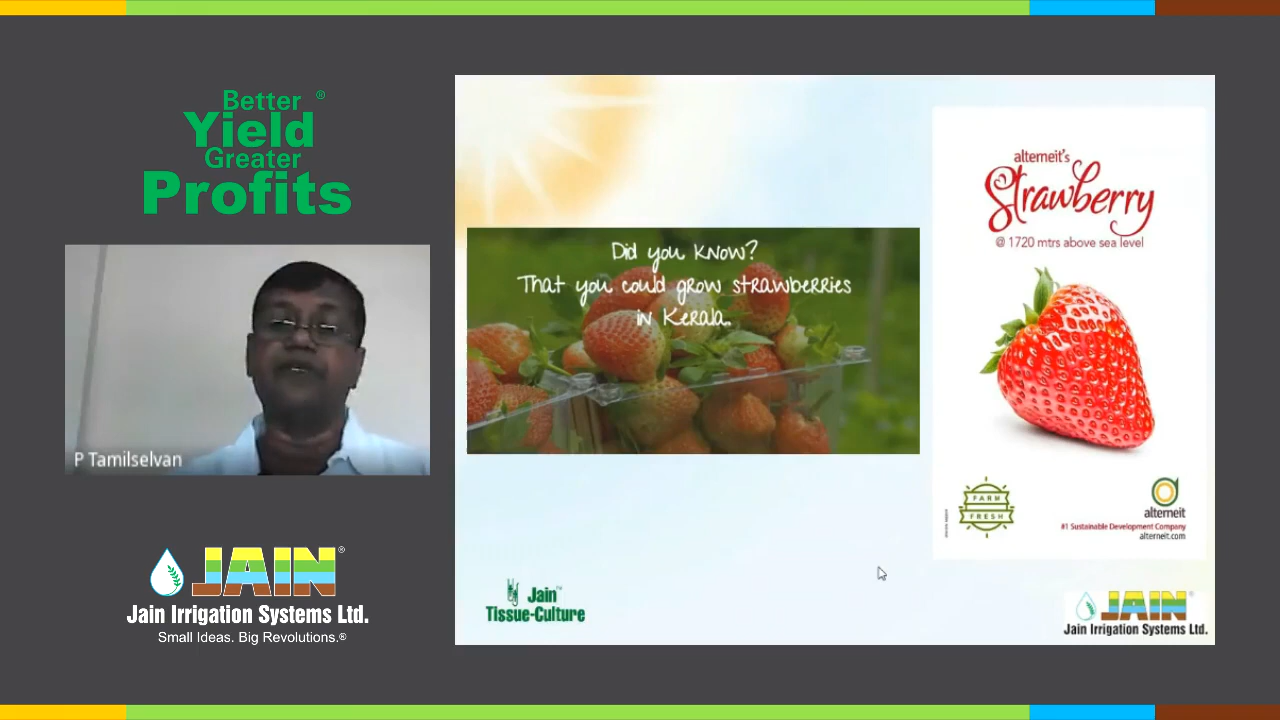 Better ®
Yield
Greater
Profits
P Tamilselvan
JAIN®
Jain Irrigation Systems Ltd.
Small Ideas. Big Revolutions.®
Did you know?
That you could grow strawberries
in Kerala.
alterneit's
Strawberry
@ 1720 mtrs above sea level
FARM
FRESH
alterneit
#1 Sustainable Development Company
alterneit.com
Jain™
Tissue-Culture
JAIN®
Jain Irrigation Systems Ltd.